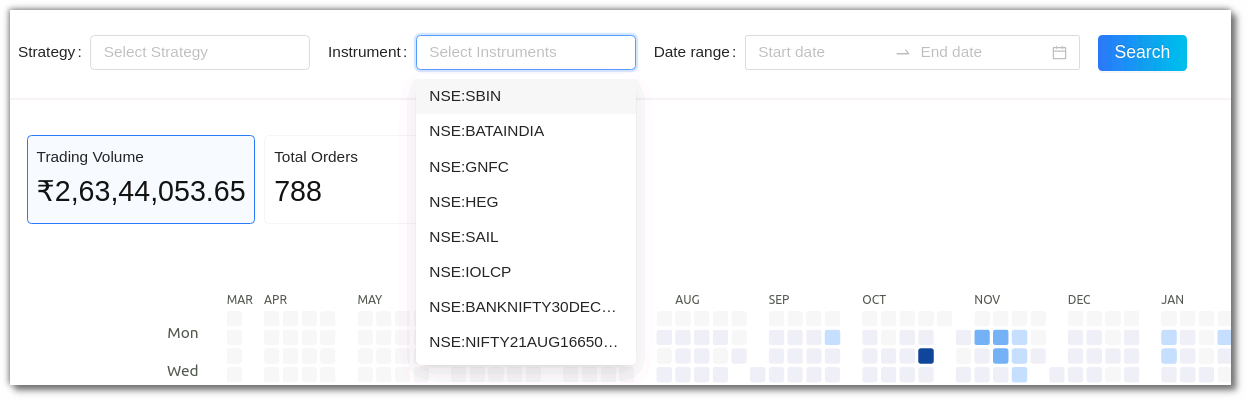 Strategy: Select Strategy Instrument: Select Instruments Date range: Start date End date Search
NSE:SBIN
NSE:BATAINDIA
NSE:GNFC
NSE:HEG
NSE:SAIL
NSE:IOLCP
NSE:BANKNIFTY30DEC...
NSE:NIFTY21AUG16650...
Trading Volume
₹2,63,44,053.65
Total Orders
788
MAR APR MAY AUG SEP OCT NOV DEC JAN
Mon
Wed